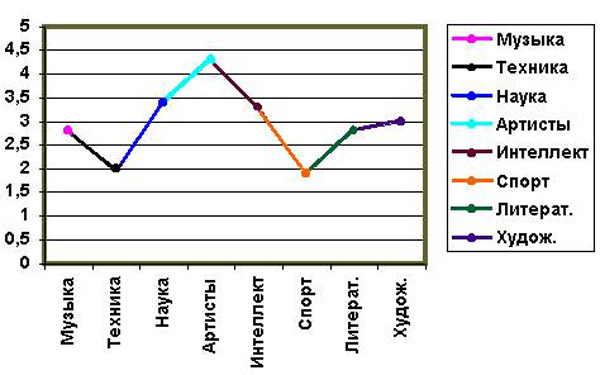 5
4,5
4
3,5
3
2,5
2
1,5
1
0,5
0
Музыка
Техника
Наука
Артисты
Интеллект
Спорт
Литерат.
Худож.
Музыка
Техника
Наука
Артисты
Интеллект
Спорт
Литерат.
Худож.